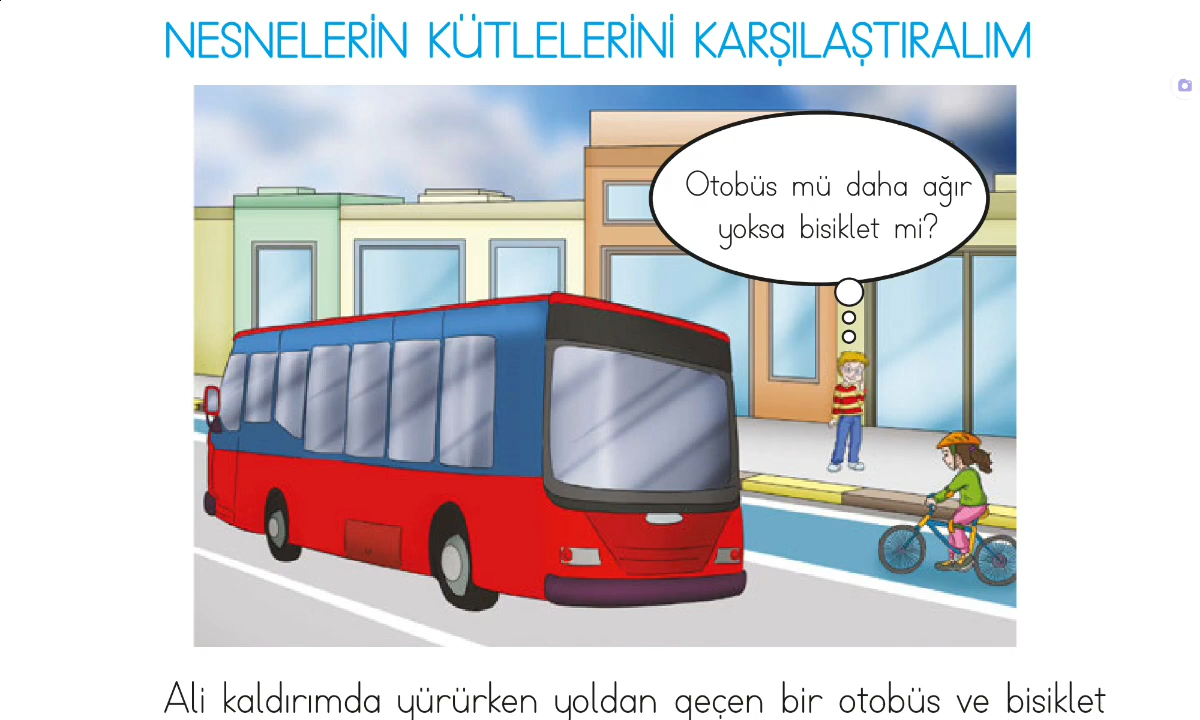 NESNELERİN KÜTLELERİNİ KARŞILAŞTIRALIM
Otobüs mü daha ağır
yoksa bisiklet mi?
Ali kaldırımda yürürken yoldan geçen bir otobüs ve bisiklet